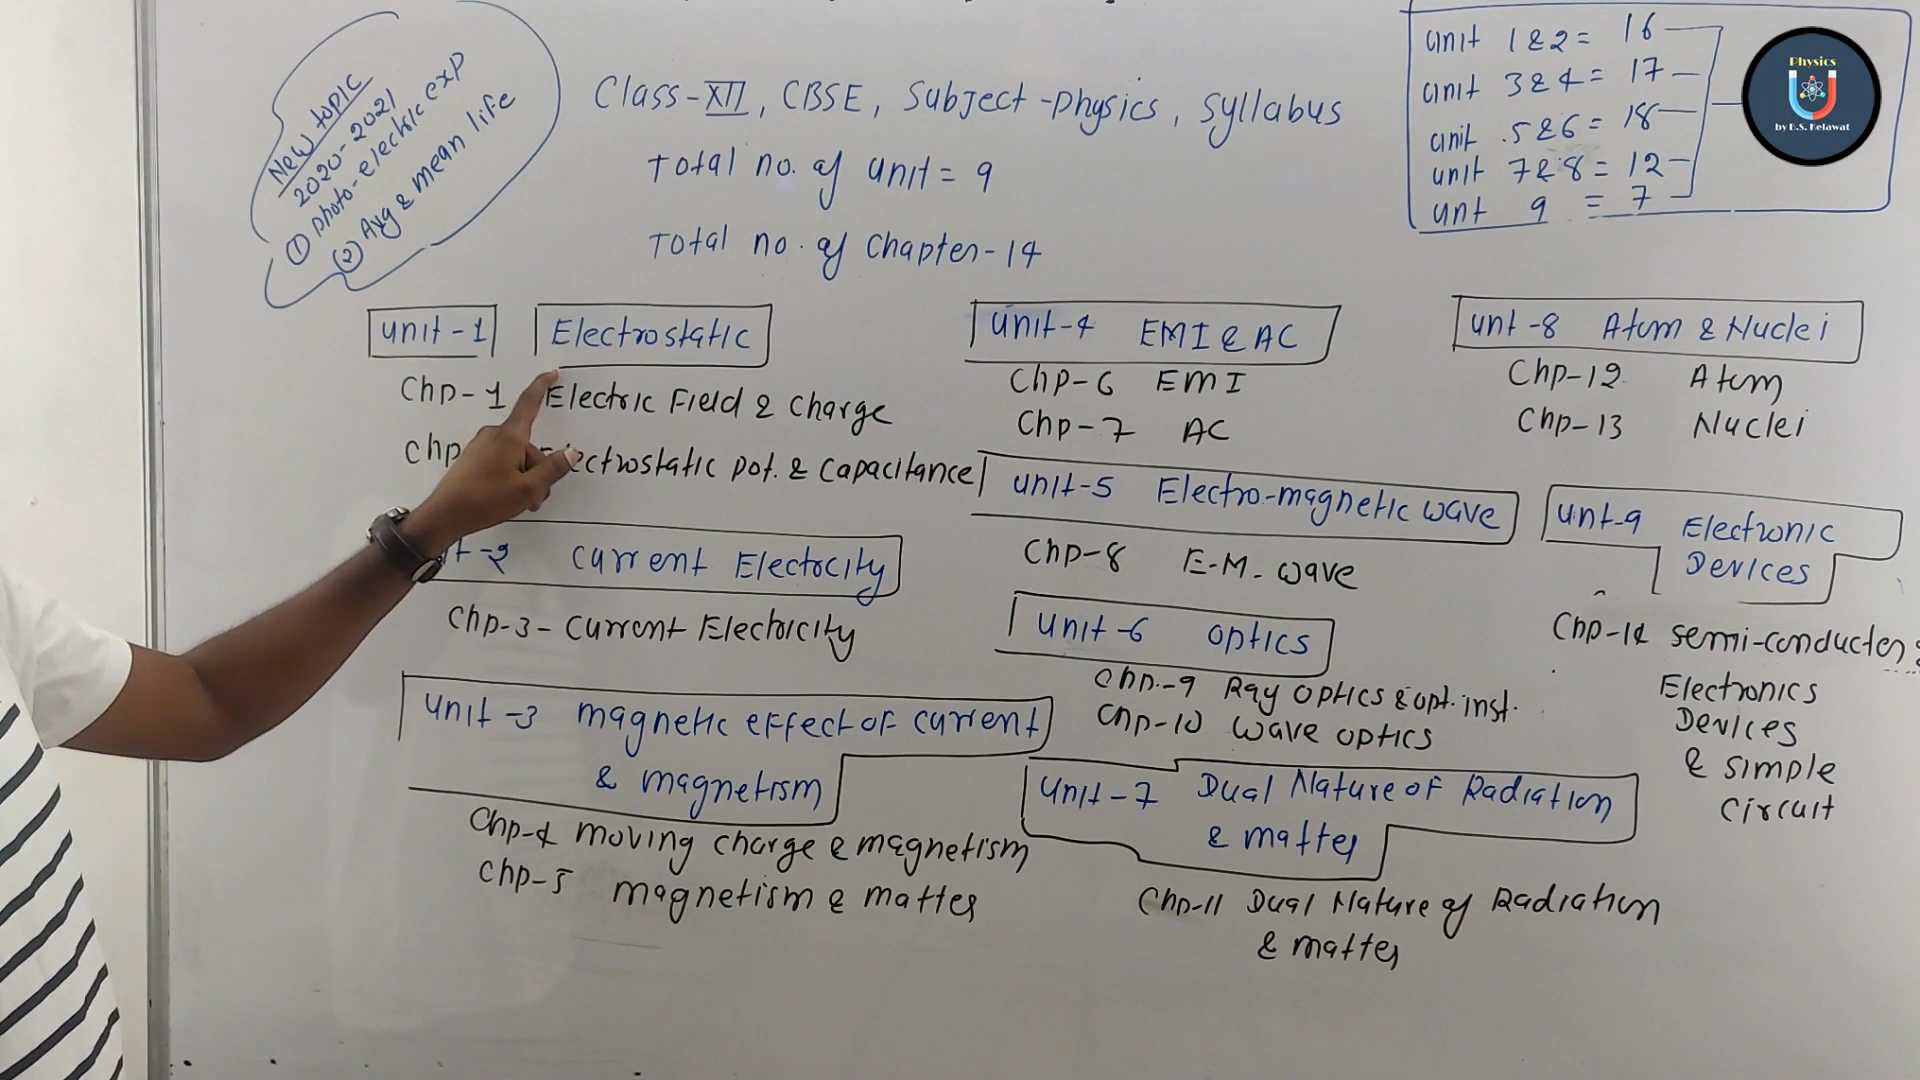 New topic
2020-2021
① photo-electric exp
② Avg & mean life
Class-XII, CBSE, Subject-Physics, Syllabus
Total no. of unit = 9
Total no. of Chapter-14
unit 1 & 2 = 16
unit 3 & 4 = 17
unit 5 & 6 = 18
unit 7 & 8 = 12
unt 9 = 7
Physics
by B.S. Kelawat
unit-1 Electrostatic
Chp-1 Electric Field & Charge
Chp ectrostatic pot. & Capacitance
t-2 Current Electocity
Chp-3-Current Electricity
unit-3 magnetic effect of current
& magnetism
Chp-4 moving charge & magnetism
Chp-5 magnetism & matter
unit-4 EMI & AC
Chp-6 EMI
Chp-7 AC
unit-5 Electro-magnetic wave
Chp-8 E.M. wave
unit-6 optics
Chp-9 Ray optics & opt. inst.
Chp-10 wave optics
unit-7 Dual Nature of Radiation
& matter
Chp-11 Dual Nature of Radiation
& matter
unt-8 Atom & Nuclei
Chp-12 Atom
Chp-13 Nuclei
unt-9 Electronic
Devices
Chp-14 semi-conductor
Electronics
Devices
& simple
circuit